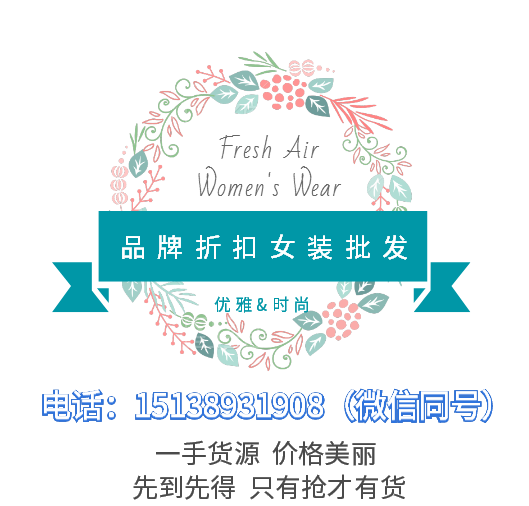 Fresh Air
Women's Wear
品牌折扣女装批发
优雅&时尚
电话：15138931908（微信同号）
一手货源 价格美丽
先到先得 只有抢才有货